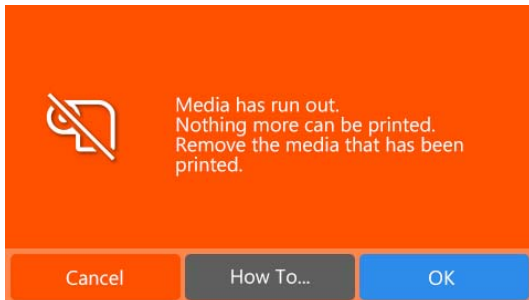 Media has run out.
Nothing more can be printed.
Remove the media that has been
printed.
Cancel
How To...
OK